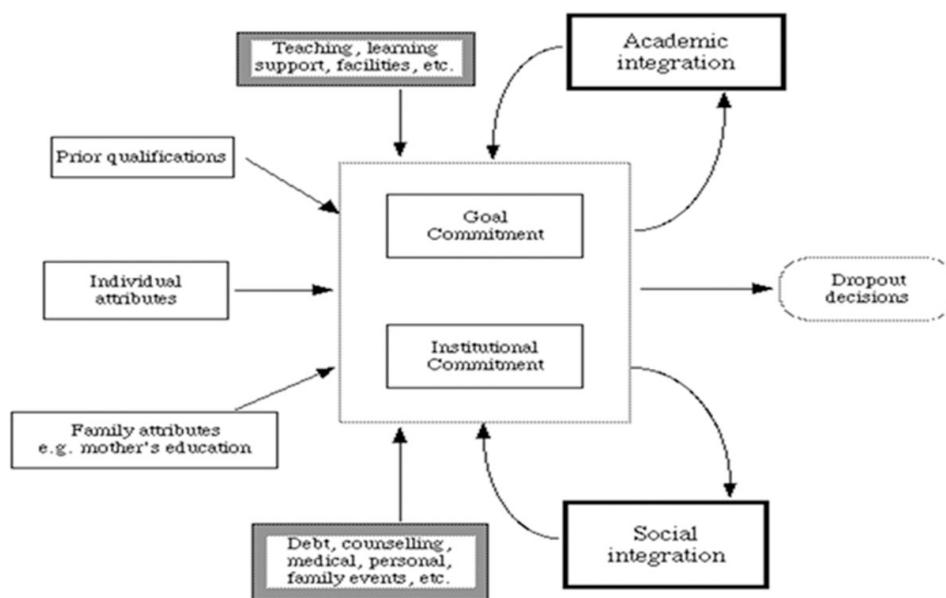 Teaching, learning
support, facilities, etc.
Academic
integration
Prior qualifications
Goal
Commitment
Individual
attributes
Dropout
decisions
Institutional
Commitment
Family attributes
e.g. mother's education
Debt, counselling,
medical, personal,
family events, etc.
Social
integration